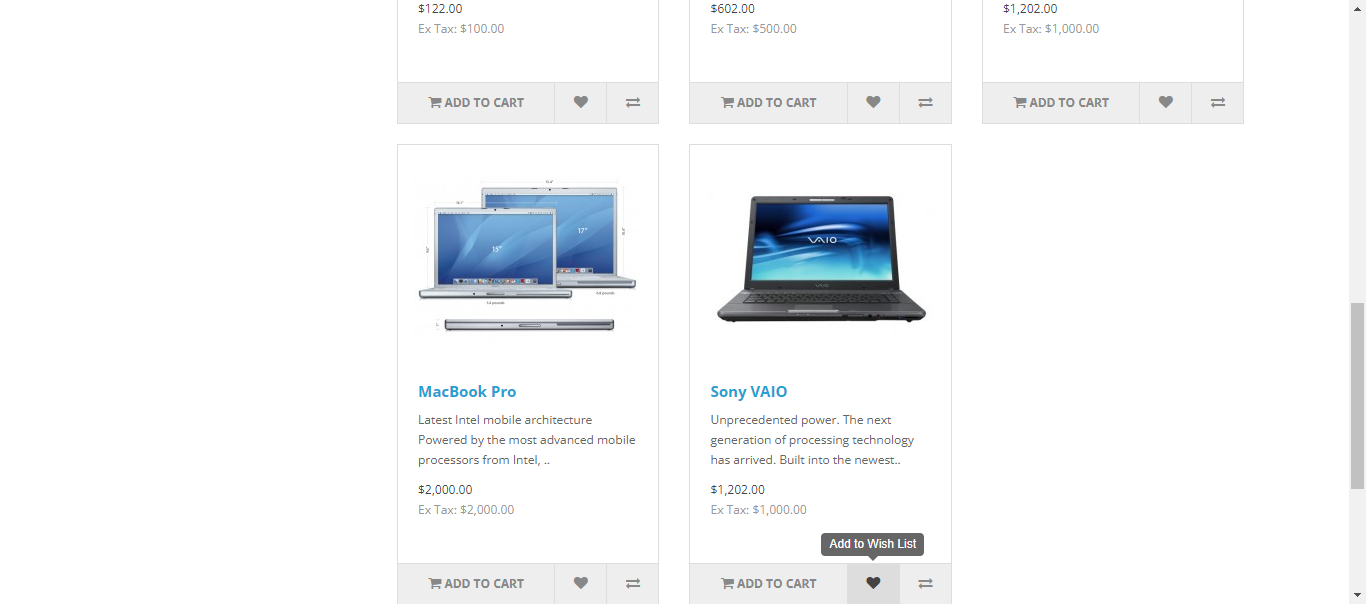 $122.00
Ex Tax: $100.00
$602.00
Ex Tax: $500.00
$1,202.00
Ex Tax: $1,000.00
ADD TO CART
ADD TO CART
ADD TO CART
15"
17"
VAIO
MacBook Pro
Latest Intel mobile architecture
Powered by the most advanced mobile
processors from Intel, ..
$2,000.00
Ex Tax: $2,000.00
Sony VAIO
Unprecedented power. The next
generation of processing technology
has arrived. Built into the newest..
$1,202.00
Ex Tax: $1,000.00
Add to Wish List
ADD TO CART
ADD TO CART